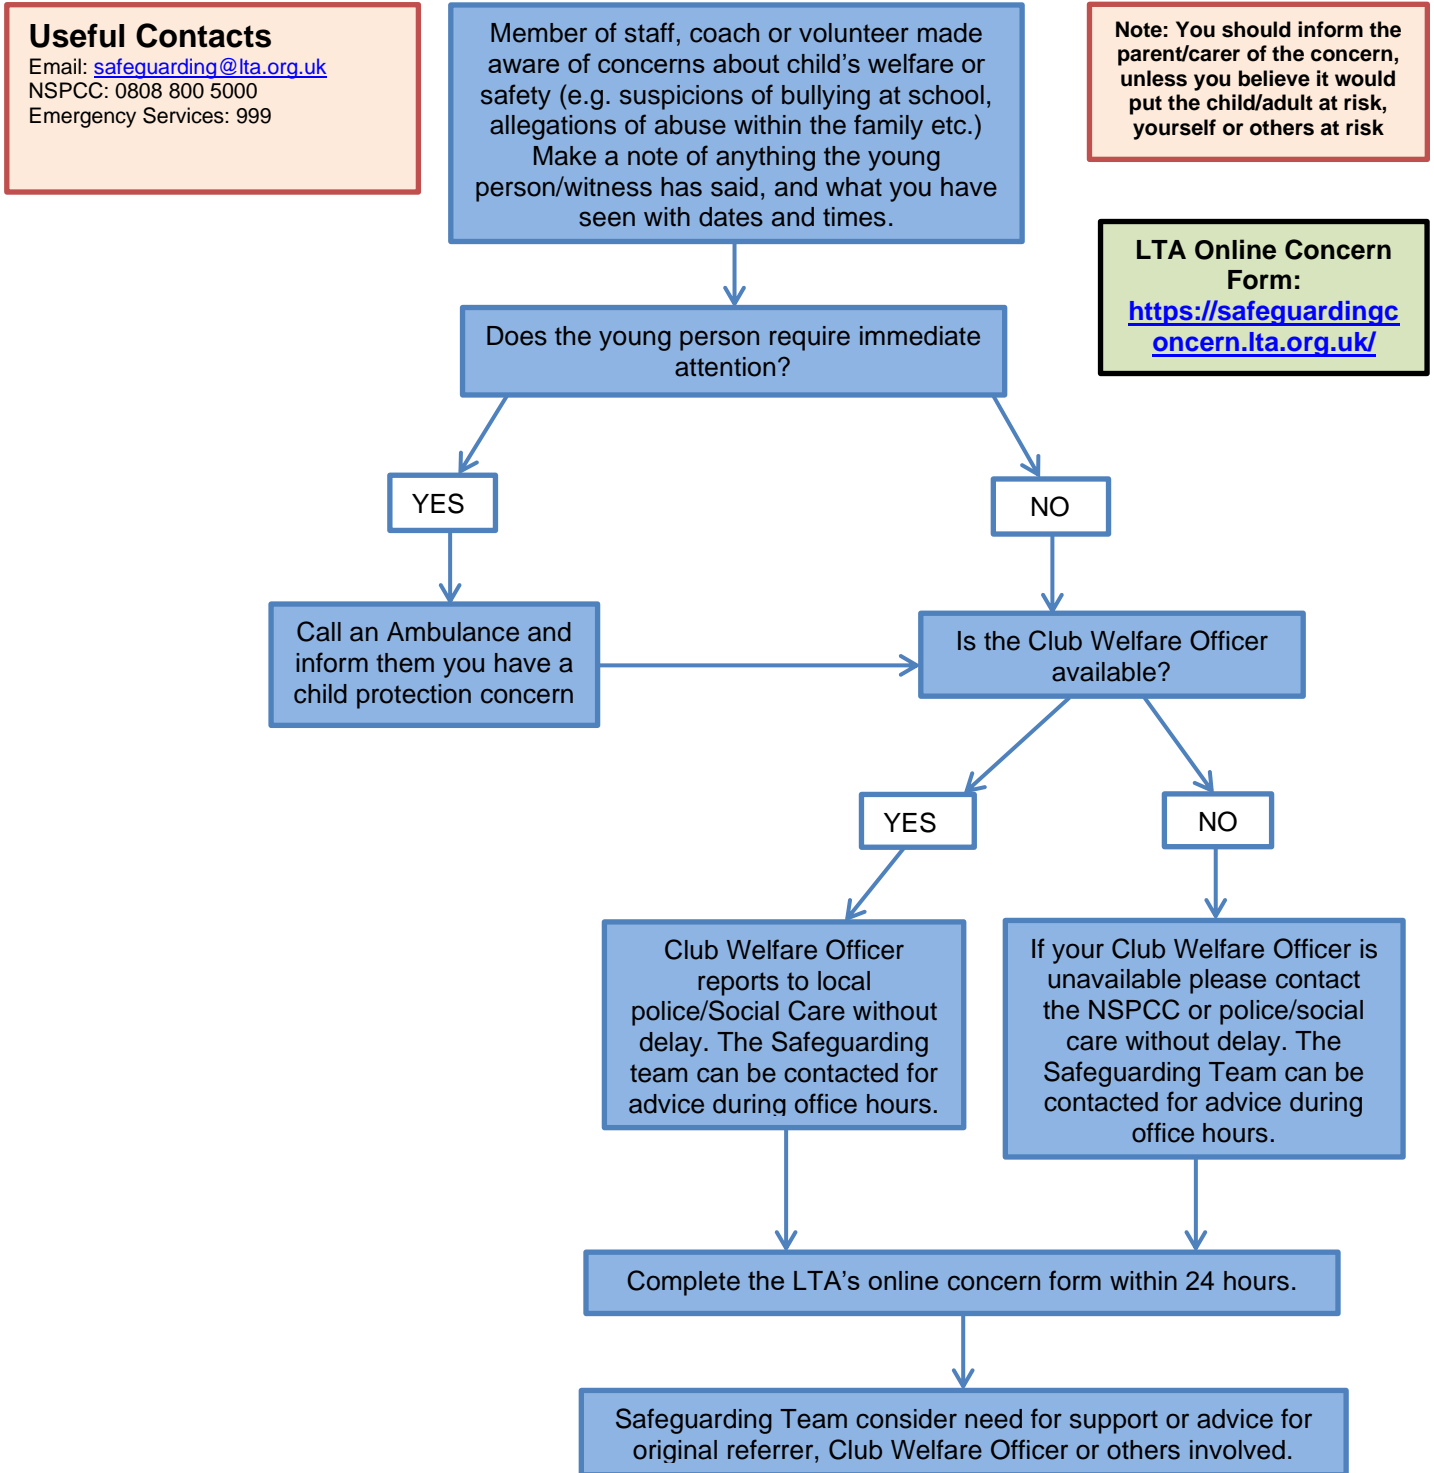 Useful Contacts
Email: safeguarding@lta.org.uk
NSPCC: 0808 800 5000
Emergency Services: 999
Member of staff, coach or volunteer made
aware of concerns about child’s welfare or
safety (e.g. suspicions of bullying at school,
allegations of abuse within the family etc.)
Make a note of anything the young
person/witness has said, and what you have
seen with dates and times.
Note: You should inform the
parent/carer of the concern,
unless you believe it would
put the child/adult at risk,
yourself or others at risk
LTA Online Concern
Form:
https://safeguardingc
oncern.lta.org.uk/
Does the young person require immediate
attention?
YES
NO
Call an Ambulance and
inform them you have a
child protection concern
Is the Club Welfare Officer
available?
YES
NO
Club Welfare Officer
reports to local
police/Social Care without
delay. The Safeguarding
team can be contacted for
advice during office hours.
If your Club Welfare Officer is
unavailable please contact
the NSPCC or police/social
care without delay. The
Safeguarding Team can be
contacted for advice during
office hours.
Complete the LTA’s online concern form within 24 hours.
Safeguarding Team consider need for support or advice for
original referrer, Club Welfare Officer or others involved.